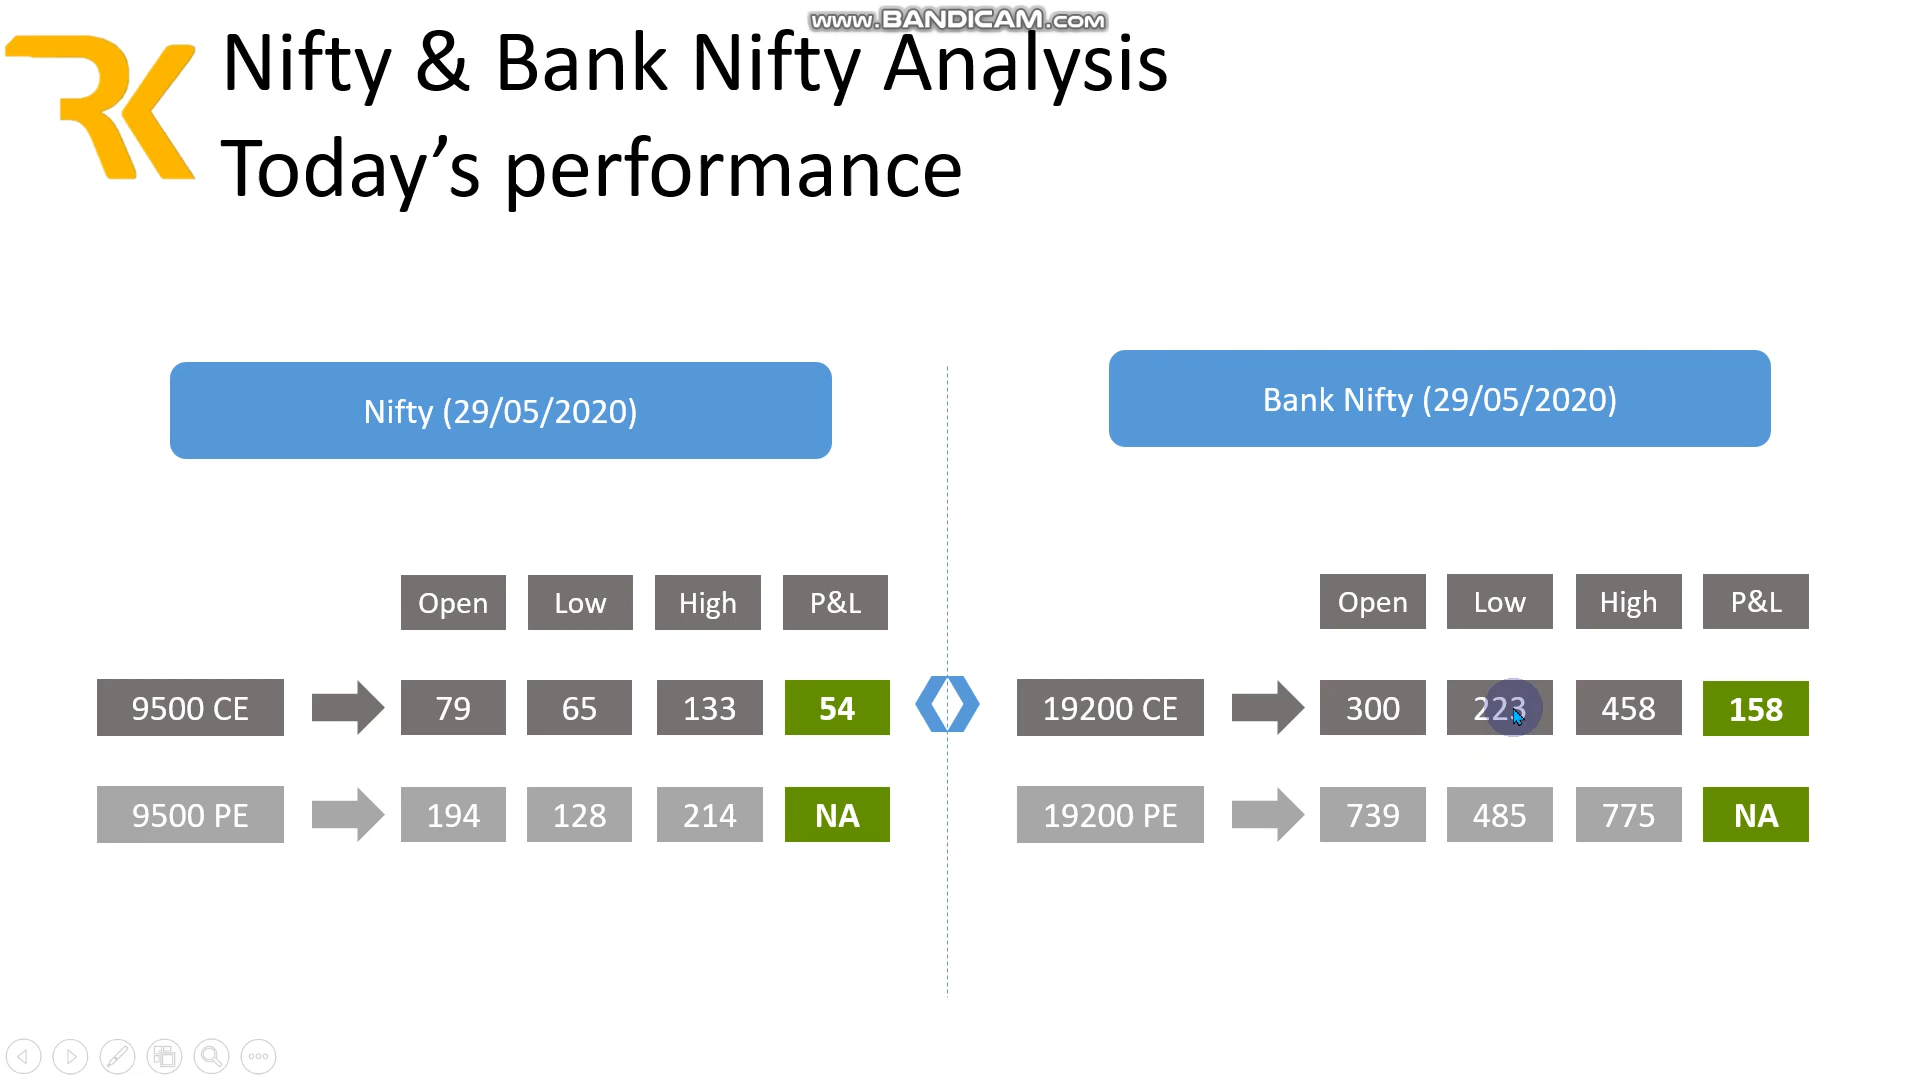 www.BANDICAM.com
RK
Nifty & Bank Nifty Analysis
Today’s performance
Nifty (29/05/2020)
Open Low High P&L
9500 CE 79 65 133 54
9500 PE 194 128 214 NA
Bank Nifty (29/05/2020)
Open Low High P&L
19200 CE 300 223 458 158
19200 PE 739 485 775 NA